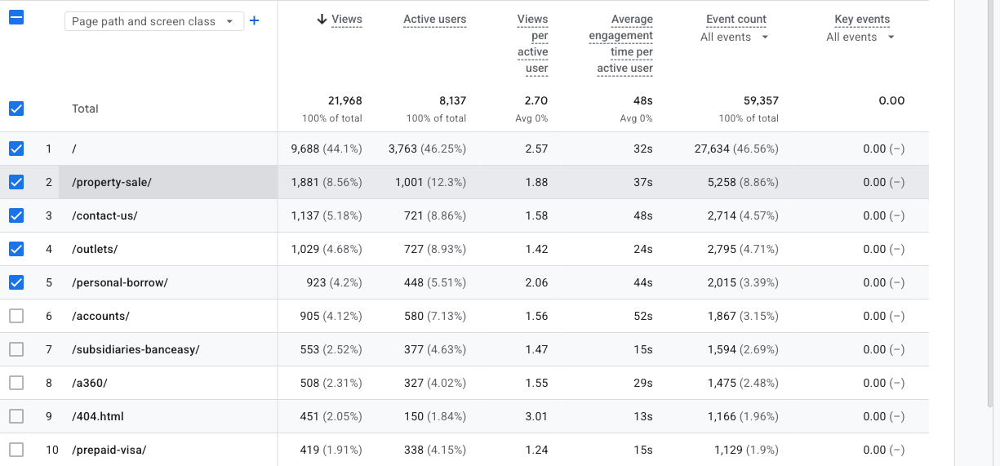 Page path and screen class
Views Active users Views per active user Average engagement time per active user Event count Key events
All events All events
Total 21,968 8,137 2.70 48s 59,357 0.00
100% of total 100% of total Avg 0% Avg 0% 100% of total
1 / 9,688 (44.1%) 3,763 (46.25%) 2.57 32s 27,634 (46.56%) 0.00 (–)
2 /property-sale/ 1,881 (8.56%) 1,001 (12.3%) 1.88 37s 5,258 (8.86%) 0.00 (–)
3 /contact-us/ 1,137 (5.18%) 721 (8.86%) 1.58 48s 2,714 (4.57%) 0.00 (–)
4 /outlets/ 1,029 (4.68%) 727 (8.93%) 1.42 24s 2,795 (4.71%) 0.00 (–)
5 /personal-borrow/ 923 (4.2%) 448 (5.51%) 2.06 44s 2,015 (3.39%) 0.00 (–)
6 /accounts/ 905 (4.12%) 580 (7.13%) 1.56 52s 1,867 (3.15%) 0.00 (–)
7 /subsidiaries-banceasy/ 553 (2.52%) 377 (4.63%) 1.47 15s 1,594 (2.69%) 0.00 (–)
8 /a360/ 508 (2.31%) 327 (4.02%) 1.55 29s 1,475 (2.48%) 0.00 (–)
9 /404.html 451 (2.05%) 150 (1.84%) 3.01 13s 1,166 (1.96%) 0.00 (–)
10 /prepaid-visa/ 419 (1.91%) 338 (4.15%) 1.24 15s 1,129 (1.9%) 0.00 (–)